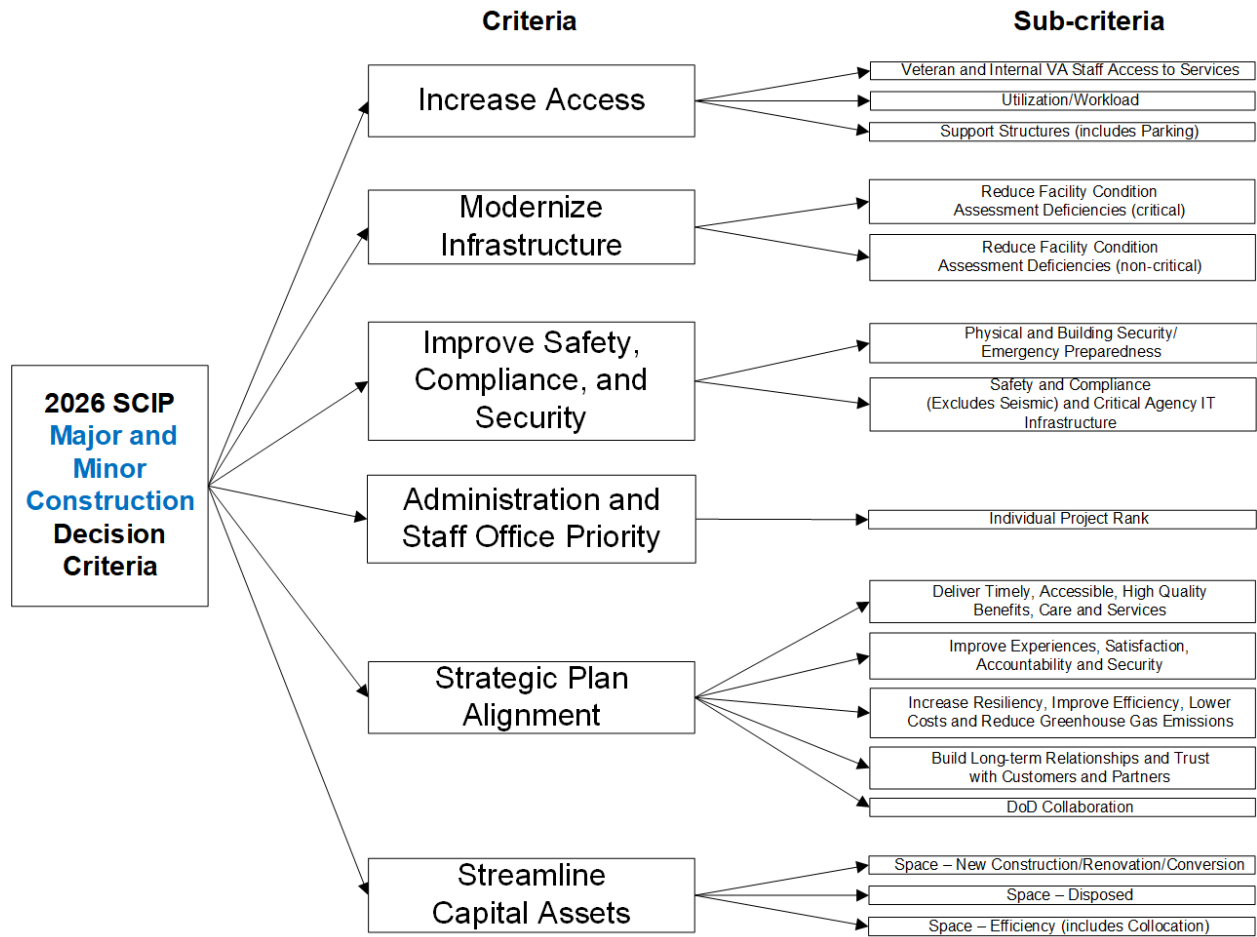 Criteria
Sub-criteria
2026 SCIP
Major and
Minor
Construction
Decision
Criteria
Increase Access
Veteran and Internal VA Staff Access to Services
Utilization/Workload
Support Structures (includes Parking)
Modernize
Infrastructure
Reduce Facility Condition
Assessment Deficiencies (critical)
Reduce Facility Condition
Assessment Deficiencies (non-critical)
Improve Safety,
Compliance, and
Security
Physical and Building Security/
Emergency Preparedness
Safety and Compliance
(Excludes Seismic) and Critical Agency IT
Infrastructure
Administration and
Staff Office Priority
Individual Project Rank
Strategic Plan
Alignment
Deliver Timely, Accessible, High Quality
Benefits, Care and Services
Improve Experiences, Satisfaction,
Accountability and Security
Increase Resiliency, Improve Efficiency, Lower
Costs and Reduce Greenhouse Gas Emissions
Build Long-term Relationships and Trust
with Customers and Partners
DoD Collaboration
Streamline
Capital Assets
Space – New Construction/Renovation/Conversion
Space – Disposed
Space – Efficiency (includes Collocation)